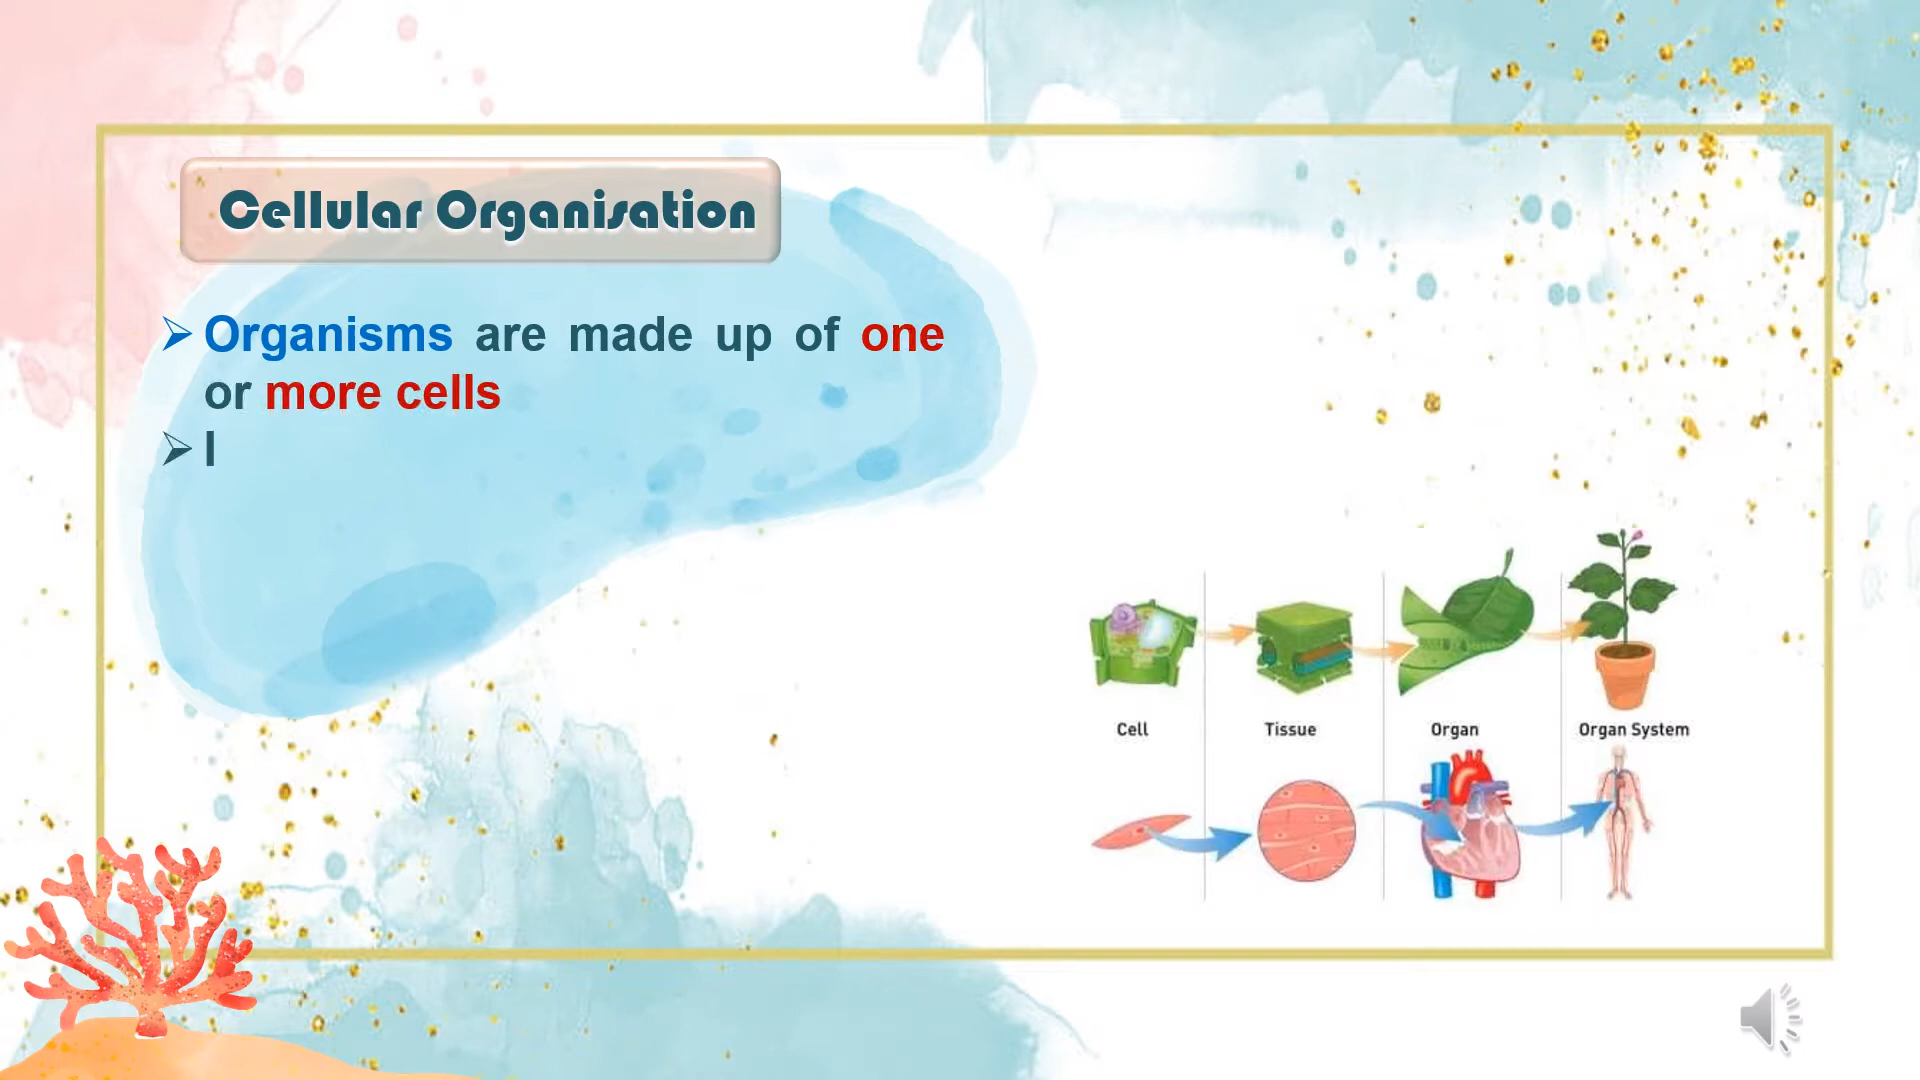 Cellular Organisation
Organisms are made up of one
or more cells
I
Cell
Tissue
Organ
Organ System